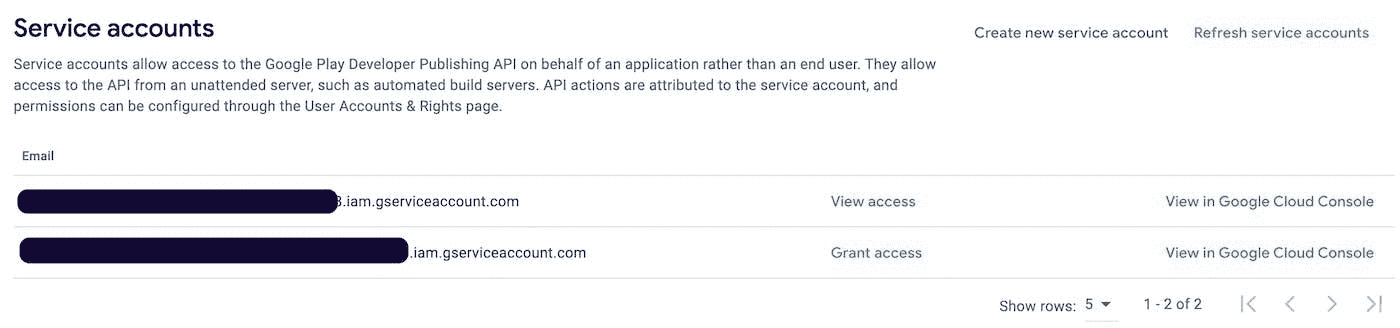 Service accounts
Create new service account Refresh service accounts
Service accounts allow access to the Google Play Developer Publishing API on behalf of an application rather than an end user. They allow
access to the API from an unattended server, such as automated build servers. API actions are attributed to the service account, and
permissions can be configured through the User Accounts & Rights page.
Email
3.iam.gserviceaccount.com View access View in Google Cloud Console
.iam.gserviceaccount.com Grant access View in Google Cloud Console
Show rows: 5 1 - 2 of 2